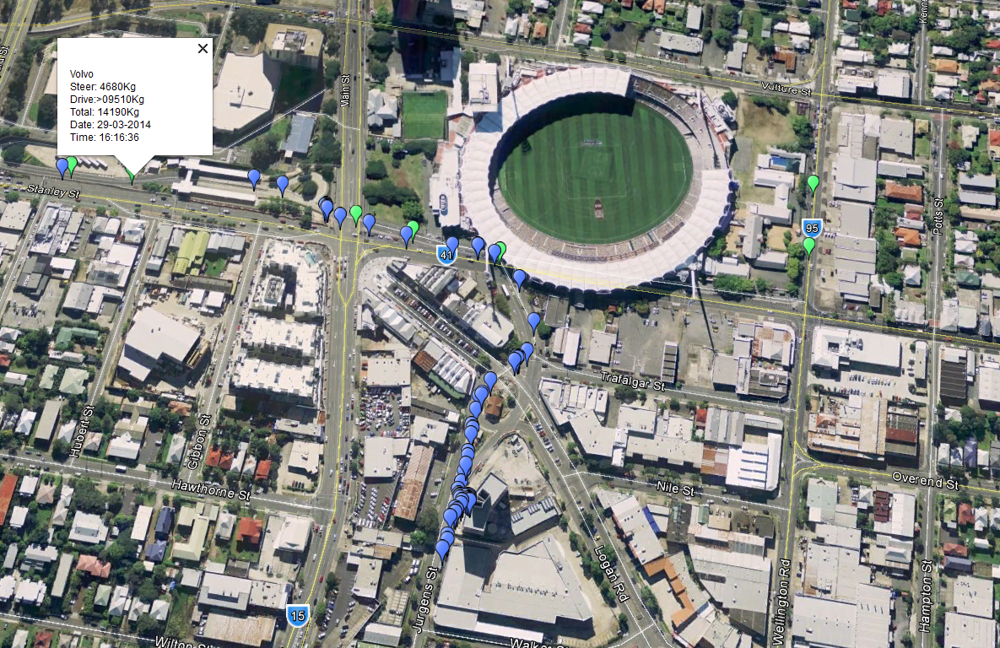 Volvo
Steer: 4680Kg
Drive:>09510Kg
Total: 14190Kg
Date: 29-03-2014
Time: 16:16:36
Main St
Vulture St
Stanley St
95
41
Potts St
Trafalgar St
Hubert St
Gibbon St
Hawthorne St
Nile St
Overend St
Logan Rd
Jurgens St
Wellington Rd
Hampton St
15
Wilton St
Walker St